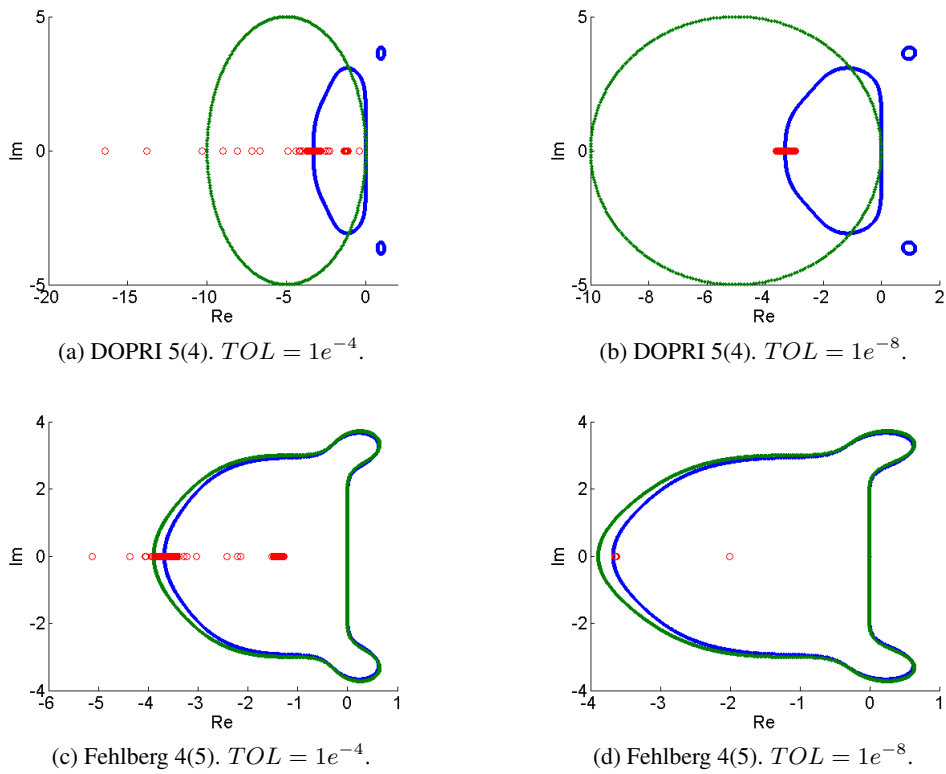 5
0
-5
-20 -15 -10 -5 0
Im
Re
(a) DOPRI 5(4). TOL = 1e⁻⁴.
5
0
-5
-10 -8 -6 -4 -2 0 2
Im
Re
(b) DOPRI 5(4). TOL = 1e⁻⁸.
4
2
0
-2
-4
-6 -5 -4 -3 -2 -1 0 1
Im
Re
(c) Fehlberg 4(5). TOL = 1e⁻⁴.
4
2
0
-2
-4
-4 -3 -2 -1 0 1
Im
Re
(d) Fehlberg 4(5). TOL = 1e⁻⁸.